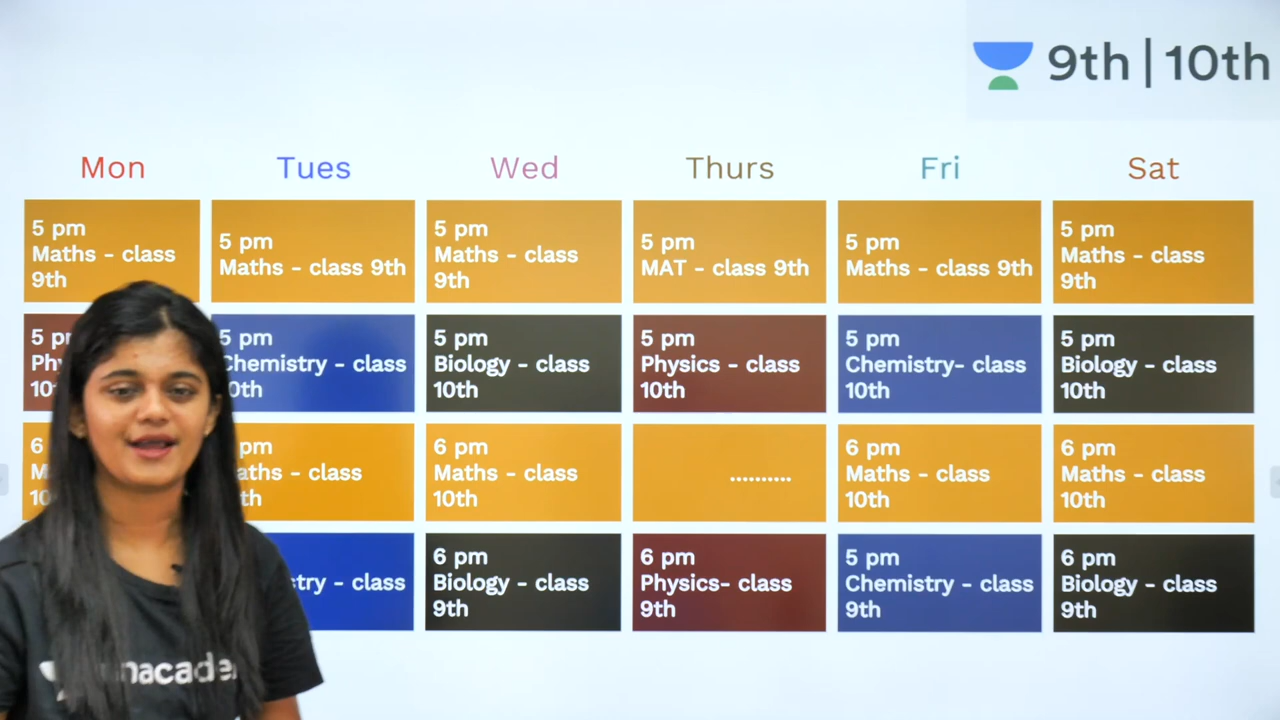 9th | 10th
Mon
Tues
Wed
Thurs
Fri
Sat
5 pm
Maths - class
9th
5 pm
Maths - class 9th
5 pm
Maths - class
9th
5 pm
MAT - class 9th
5 pm
Maths - class 9th
5 pm
Maths - class
9th
5 pm
Chemistry - class
5 pm
Biology - class
10th
5 pm
Physics - class
10th
5 pm
Chemistry- class
10th
5 pm
Biology - class
10th
6
pm
- class
6 pm
Maths - class
10th
..........
6 pm
Maths - class
10th
6 pm
Maths - class
10th
- class
6 pm
Biology - class
9th
6 pm
Physics- class
9th
5 pm
Chemistry - class
9th
6 pm
Biology - class
9th